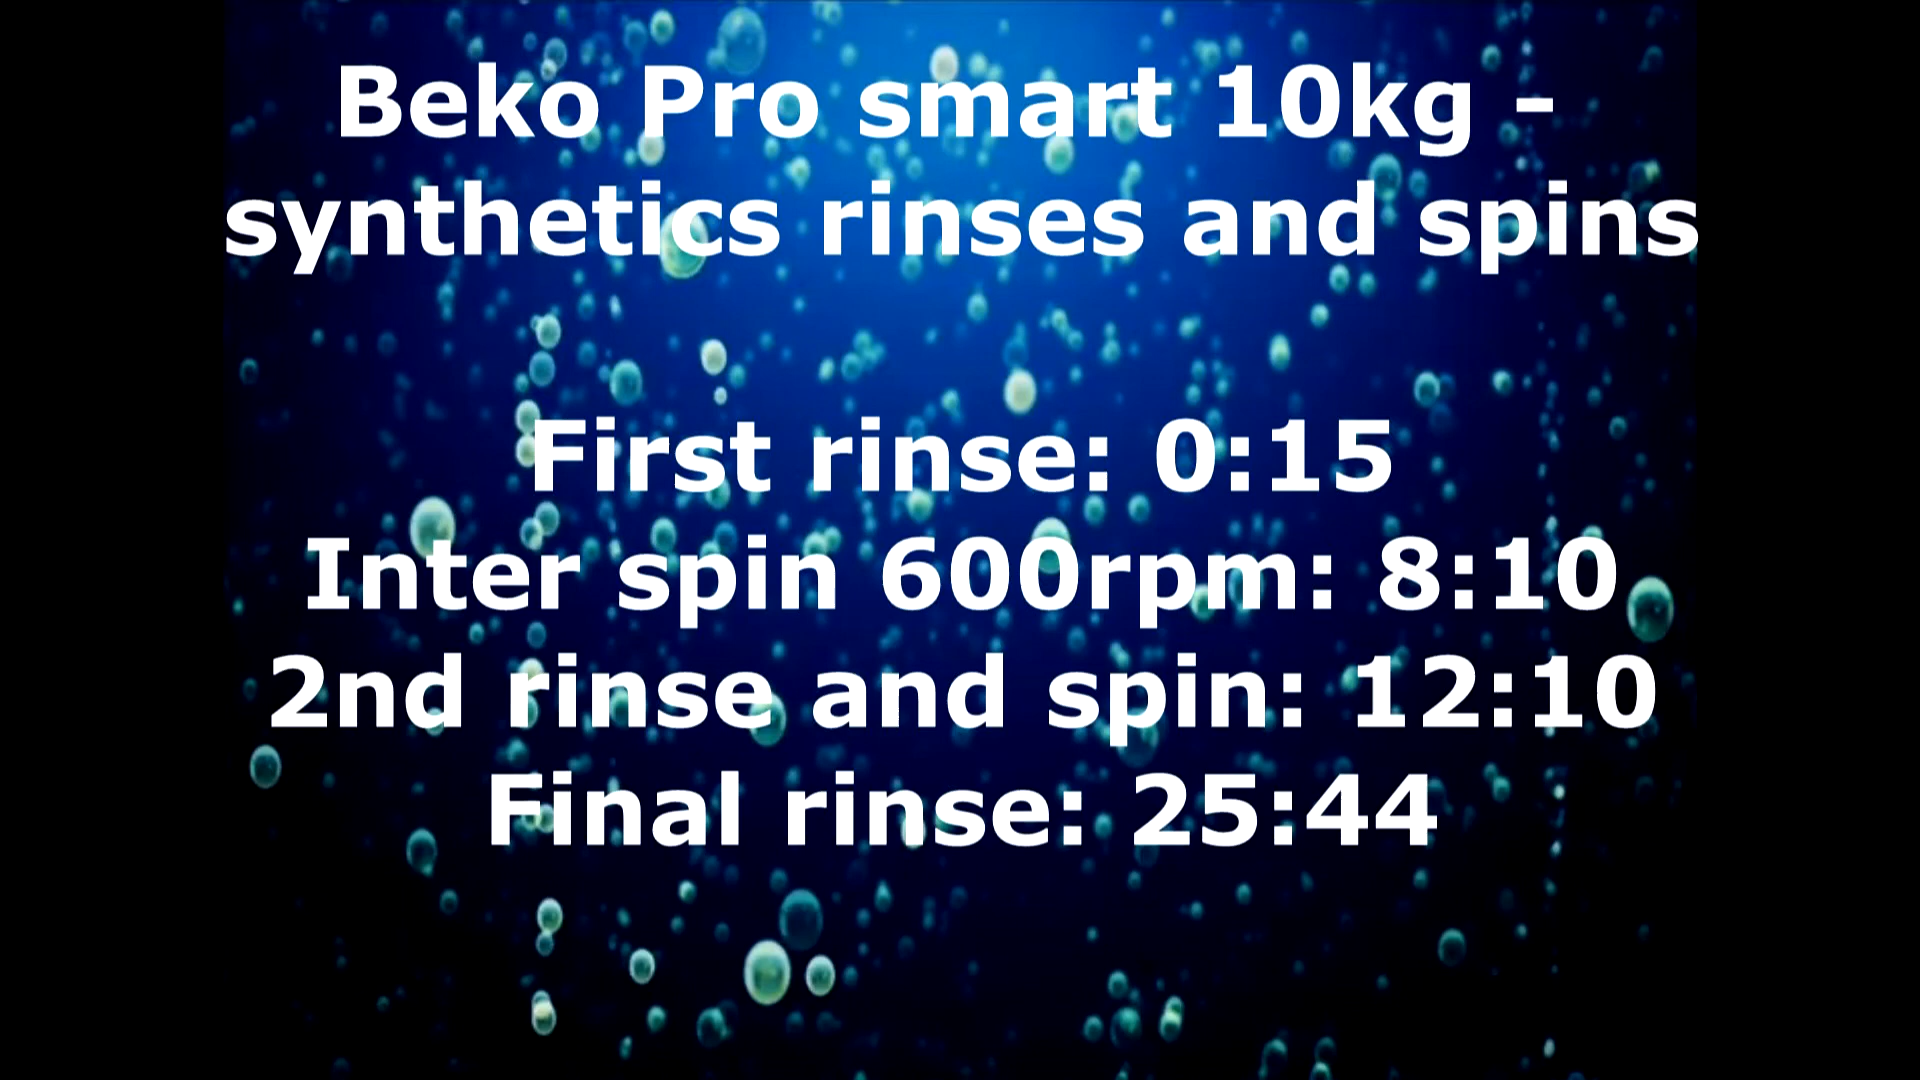 Beko Pro smart 10kg –
synthetics rinses and spins
First rinse: 0:15
Inter spin 600rpm: 8:10
2nd rinse and spin: 12:10
Final rinse: 25:44